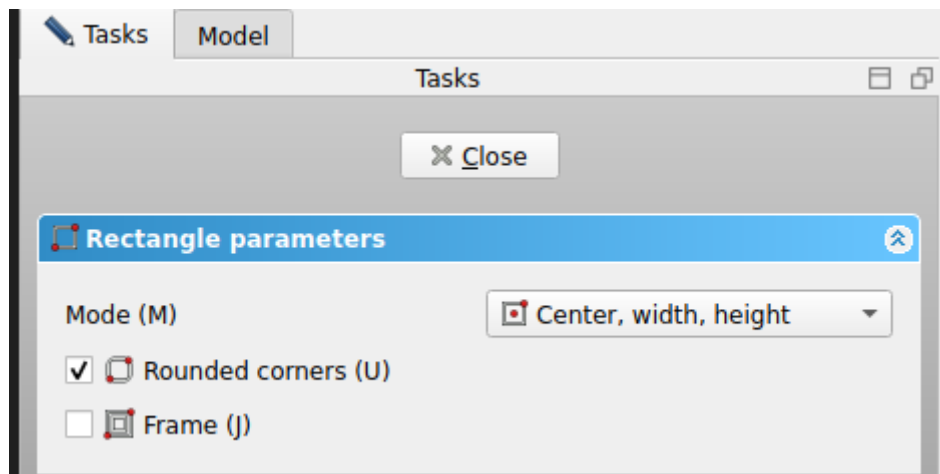 Tasks Model
Tasks
Close
Rectangle parameters
Mode (M) Center, width, height
Rounded corners (U)
Frame (J)